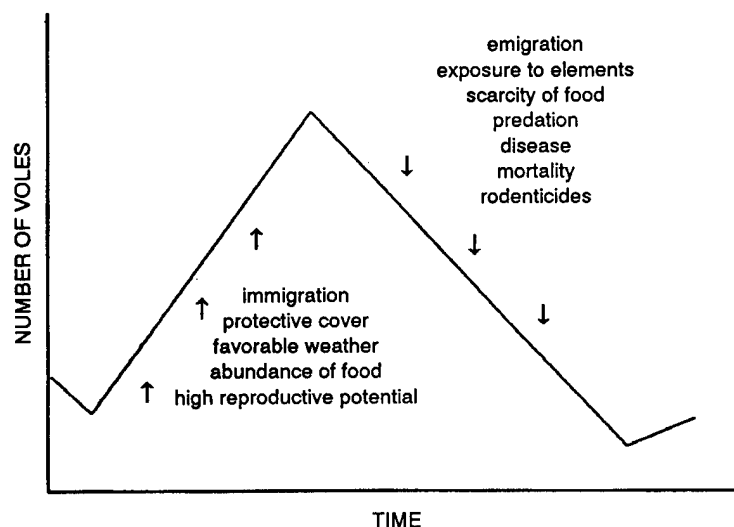 emigration
exposure to elements
scarcity of food
predation
disease
mortality
rodenticides
NUMBER OF VOLES
immigration
protective cover
favorable weather
abundance of food
high reproductive potential
TIME